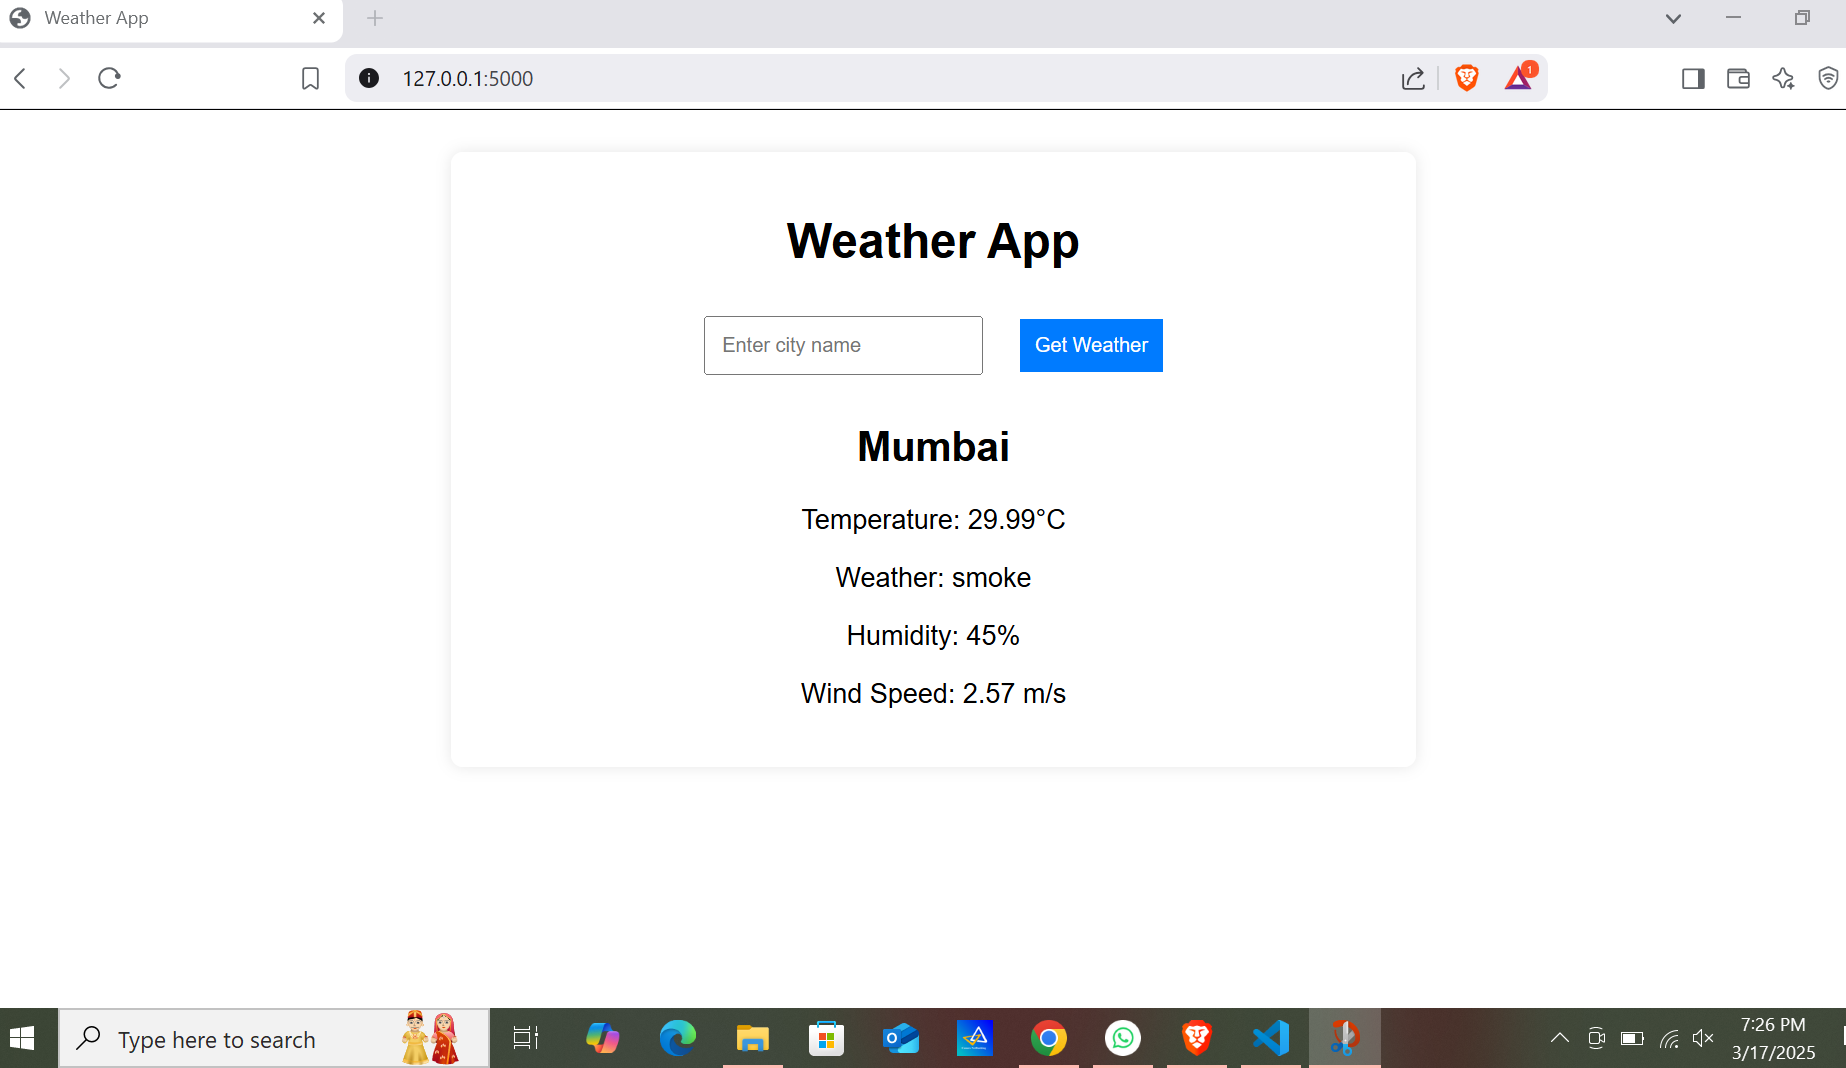 Weather App
127.0.0.1:5000
1
Weather App
Enter city name
Get Weather
Mumbai
Temperature: 29.99°C
Weather: smoke
Humidity: 45%
Wind Speed: 2.57 m/s
Type here to search
7:26 PM
3/17/2025